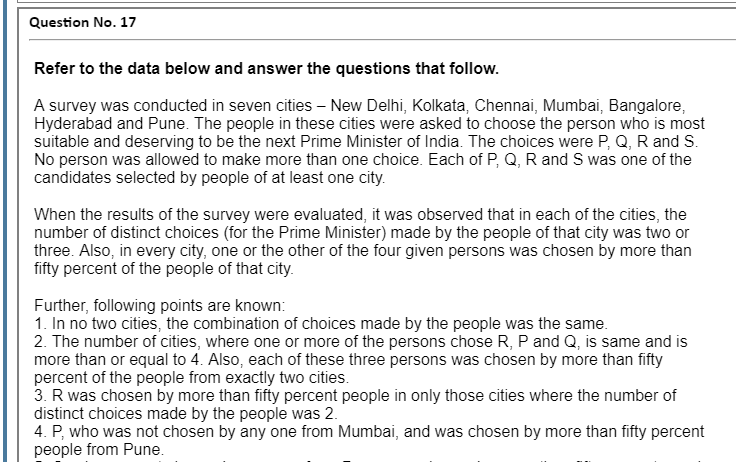 Question No. 17
Refer to the data below and answer the questions that follow.
A survey was conducted in seven cities – New Delhi, Kolkata, Chennai, Mumbai, Bangalore,
Hyderabad and Pune. The people in these cities were asked to choose the person who is most
suitable and deserving to be the next Prime Minister of India. The choices were P, Q, R and S.
No person was allowed to make more than one choice. Each of P, Q, R and S was one of the
candidates selected by people of at least one city.
When the results of the survey were evaluated, it was observed that in each of the cities, the
number of distinct choices (for the Prime Minister) made by the people of that city was two or
three. Also, in every city, one or the other of the four given persons was chosen by more than
fifty percent of the people of that city.
Further, following points are known:
1. In no two cities, the combination of choices made by the people was the same.
2. The number of cities, where one or more of the persons chose R, P and Q, is same and is
more than or equal to 4. Also, each of these three persons was chosen by more than fifty
percent of the people from exactly two cities.
3. R was chosen by more than fifty percent people in only those cities where the number of
distinct choices made by the people was 2.
4. P, who was not chosen by any one from Mumbai, and was chosen by more than fifty percent
people from Pune.